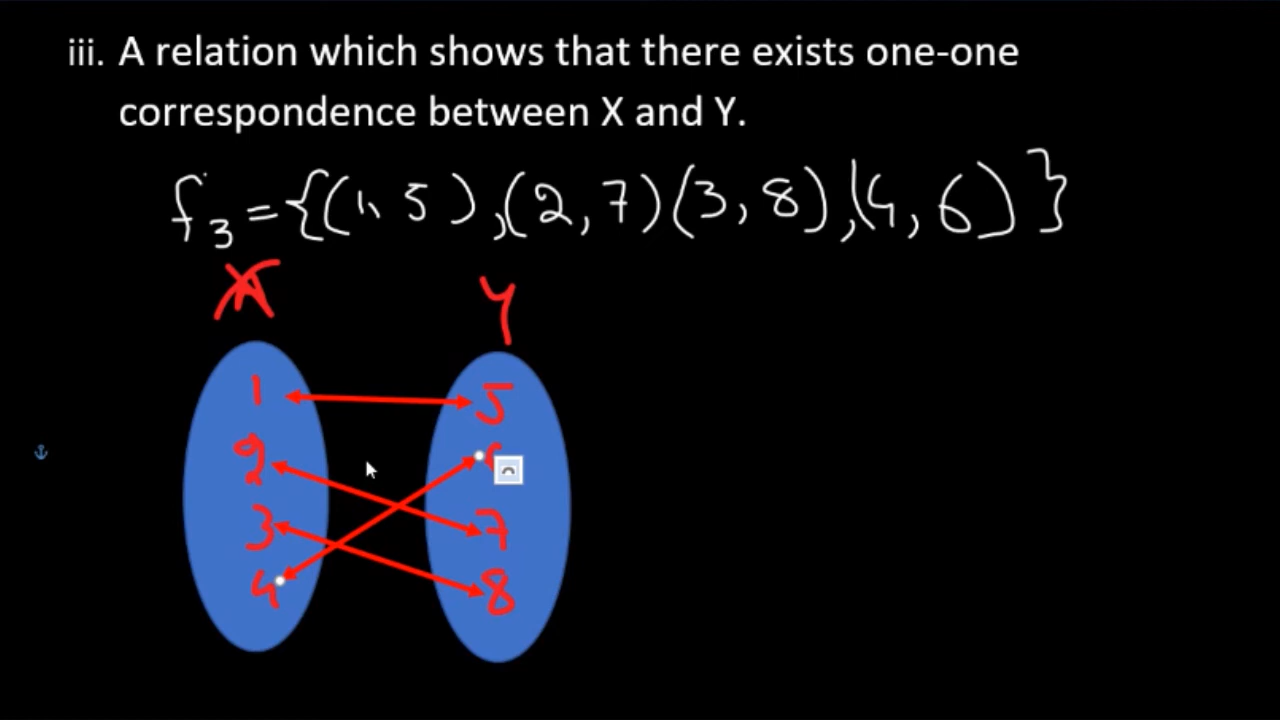 iii. A relation which shows that there exists one-one
correspondence between X and Y.
f₃={(1,5),(2,7)(3,8),(4,6)}
X Y
1 5
2
3 7
4 8